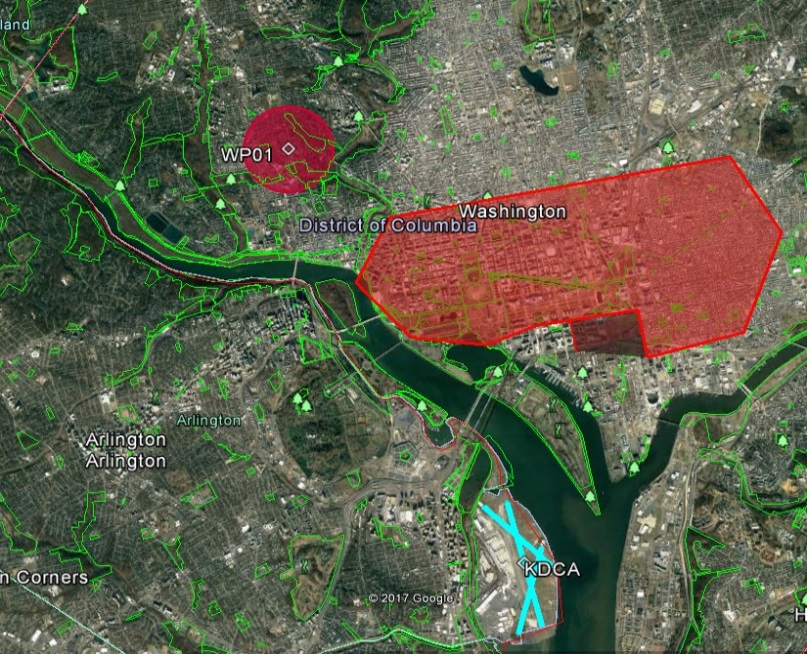 land
WP01
Washington
District of Columbia
Arlington
Arlington
Arlington
n Corners
KDCA
© 2017 Google
H